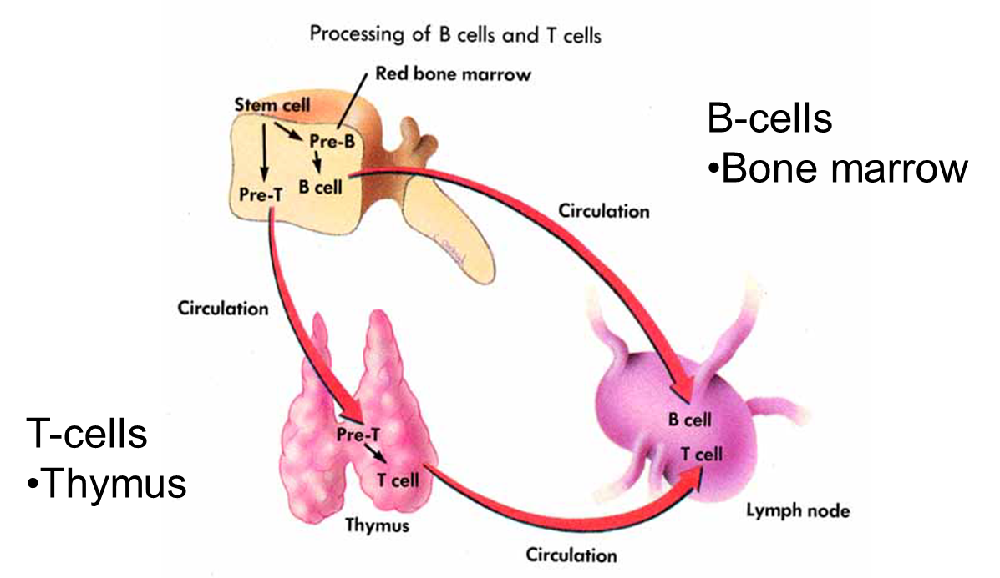 Processing of B cells and T cells
Red bone marrow
Stem cell
Pre-B
B cell
Pre-T
B-cells
•Bone marrow
Circulation
Circulation
T-cells
•Thymus
Pre-T
T cell
Thymus
B cell
T cell
Lymph node
Circulation